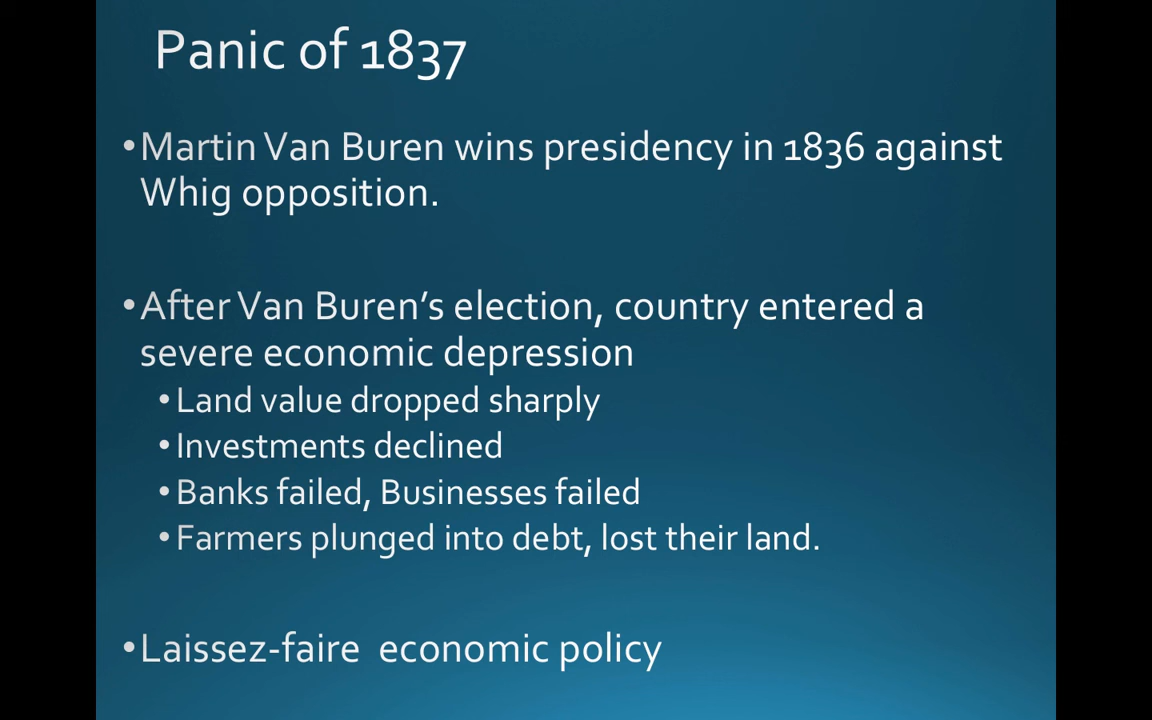 Panic of 1837
•Martin Van Buren wins presidency in 1836 against
Whig opposition.
•After Van Buren’s election, country entered a
severe economic depression
•Land value dropped sharply
•Investments declined
•Banks failed, Businesses failed
•Farmers plunged into debt, lost their land.
•Laissez-faire  economic policy